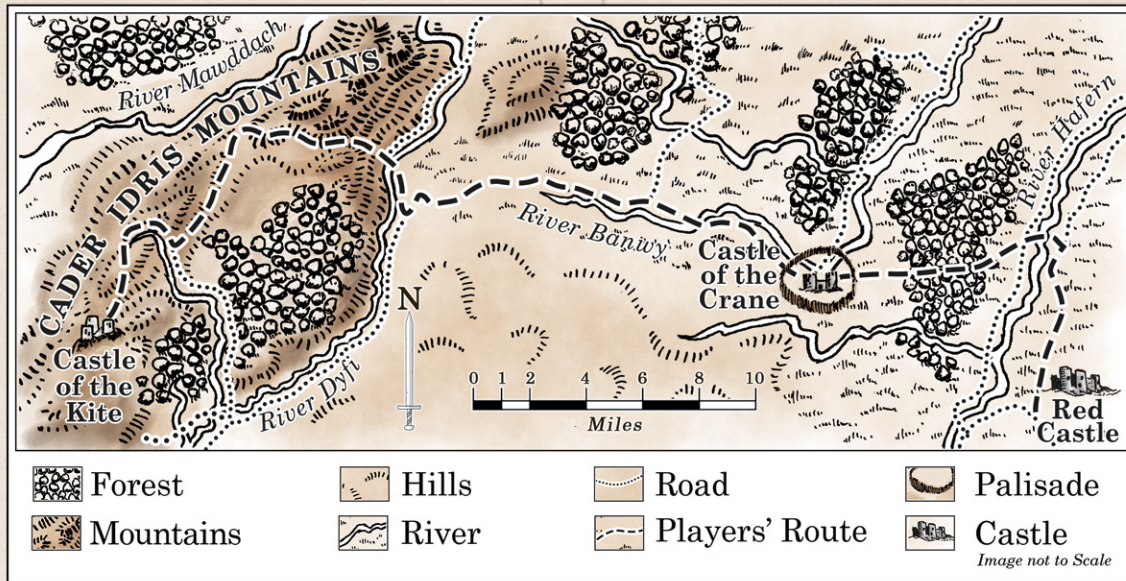 River Mawddach
CADER IDRIS MOUNTAINS
River Hafern
River Banwy
Castle
of the
Crane
N
Castle
of the
Kite
River Dyfi
0 1 2 4 6 8 10
Miles
Red
Castle
Forest
Hills
Road
Palisade
Mountains
River
Players’ Route
Castle
Image not to Scale